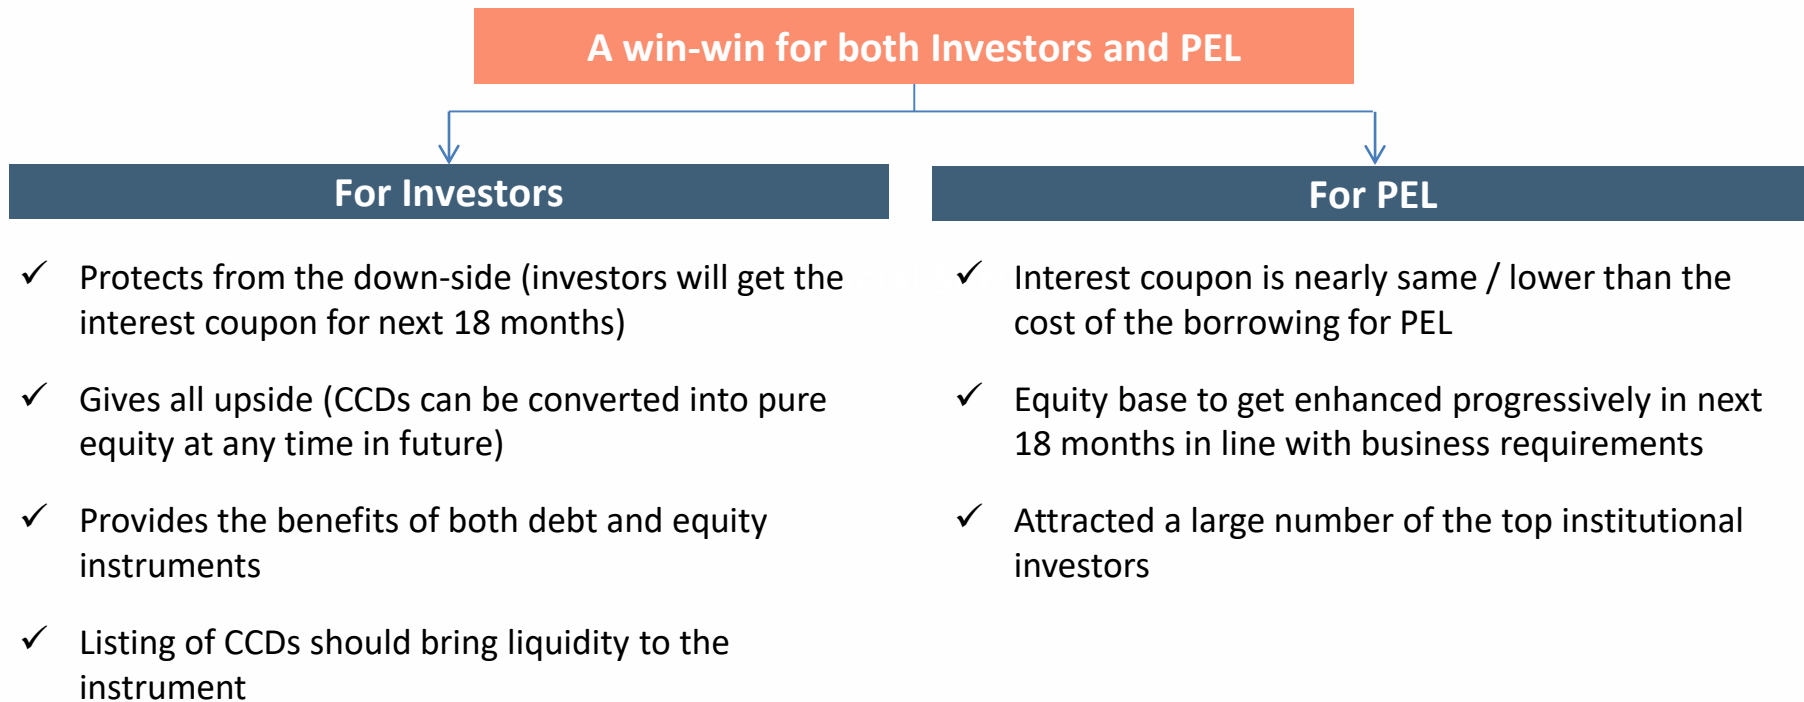 A win-win for both Investors and PEL
For Investors
✓ Protects from the down-side (investors will get the
interest coupon for next 18 months)
✓ Gives all upside (CCDs can be converted into pure
equity at any time in future)
✓ Provides the benefits of both debt and equity
instruments
✓ Listing of CCDs should bring liquidity to the
instrument
For PEL
✓ Interest coupon is nearly same / lower than the
cost of the borrowing for PEL
✓ Equity base to get enhanced progressively in next
18 months in line with business requirements
✓ Attracted a large number of the top institutional
investors